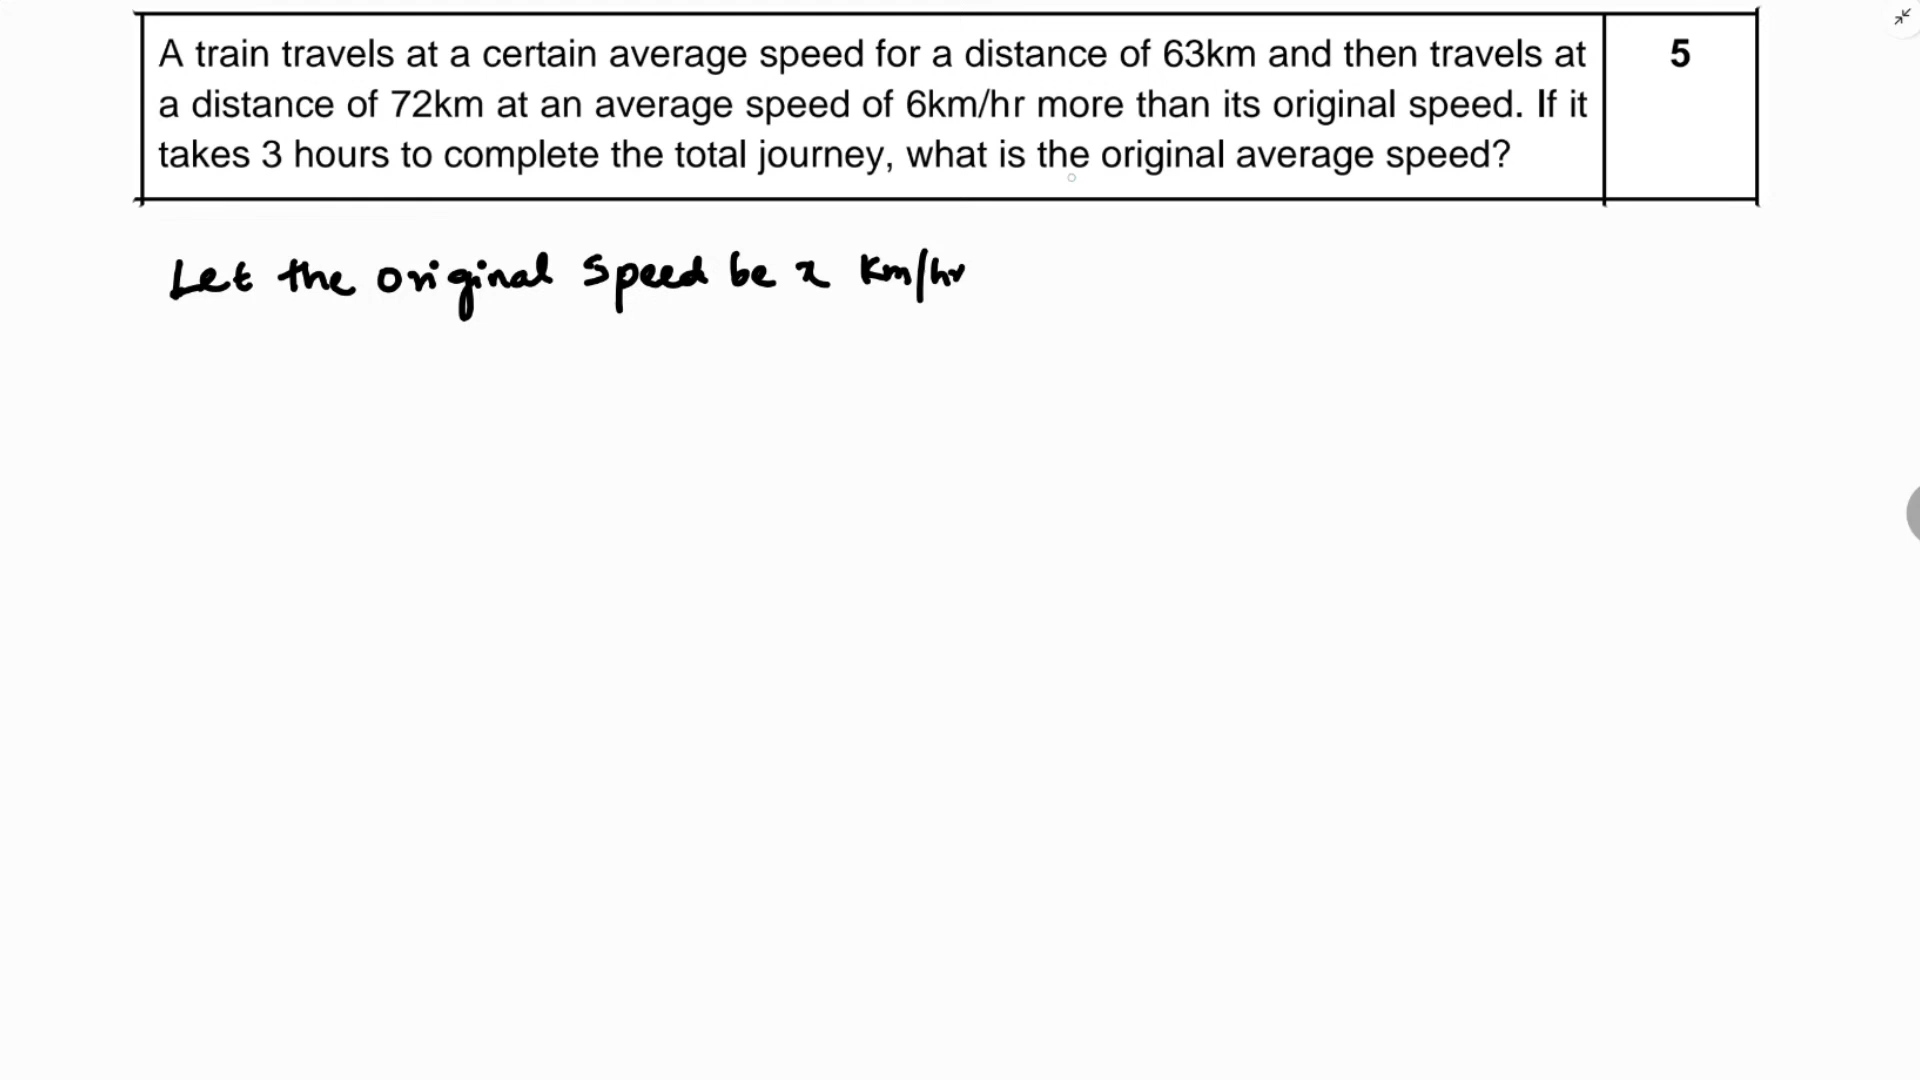 A train travels at a certain average speed for a distance of 63km and then travels at
a distance of 72km at an average speed of 6km/hr more than its original speed. If it
takes 3 hours to complete the total journey, what is the original average speed?
5
Let the original speed be x km/hr